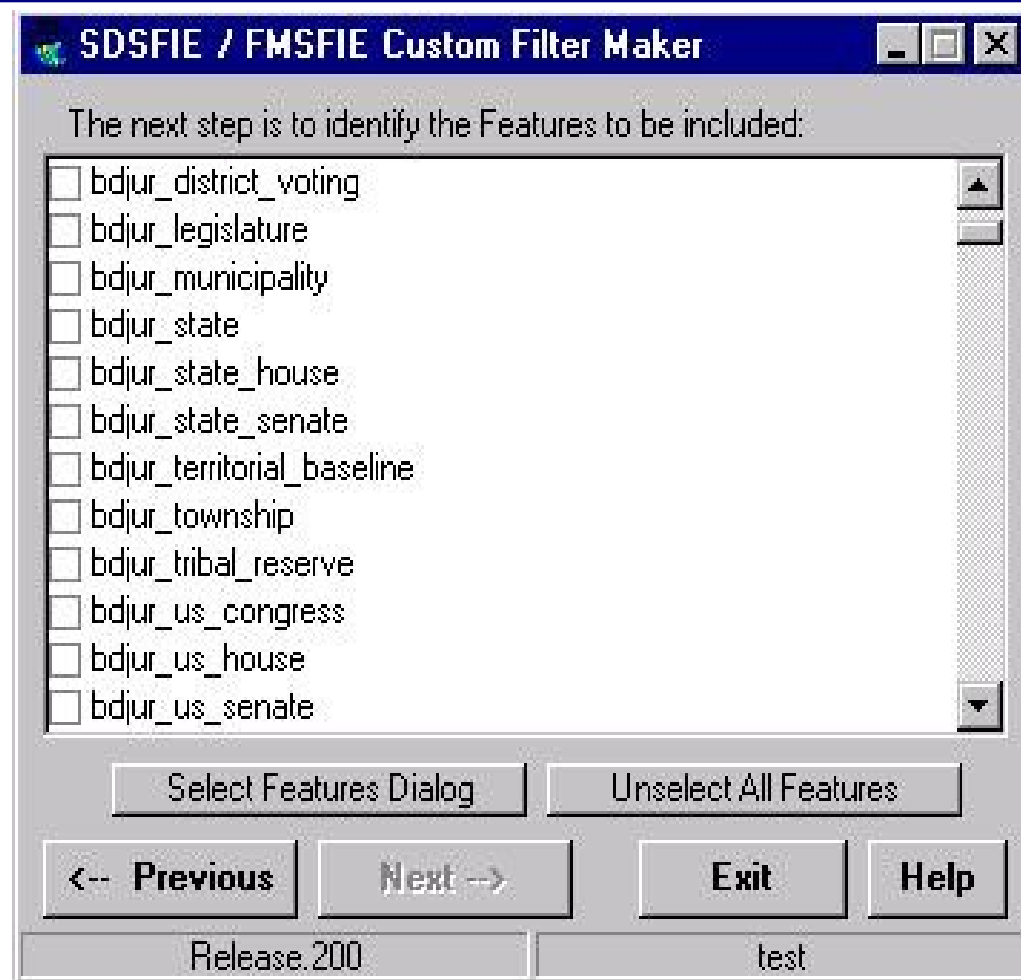 SDSFIE / FMSFIE Custom Filter Maker
The next step is to identify the Features to be included:
bdjur_district_voting
bdjur_legislature
bdjur_municipality
bdjur_state
bdjur_state_house
bdjur_state_senate
bdjur_territorial_baseline
bdjur_township
bdjur_tribal_reserve
bdjur_us_congress
bdjur_us_house
bdjur_us_senate
Select Features Dialog Unselect All Features
<-- Previous Next --> Exit Help
Release.200 test